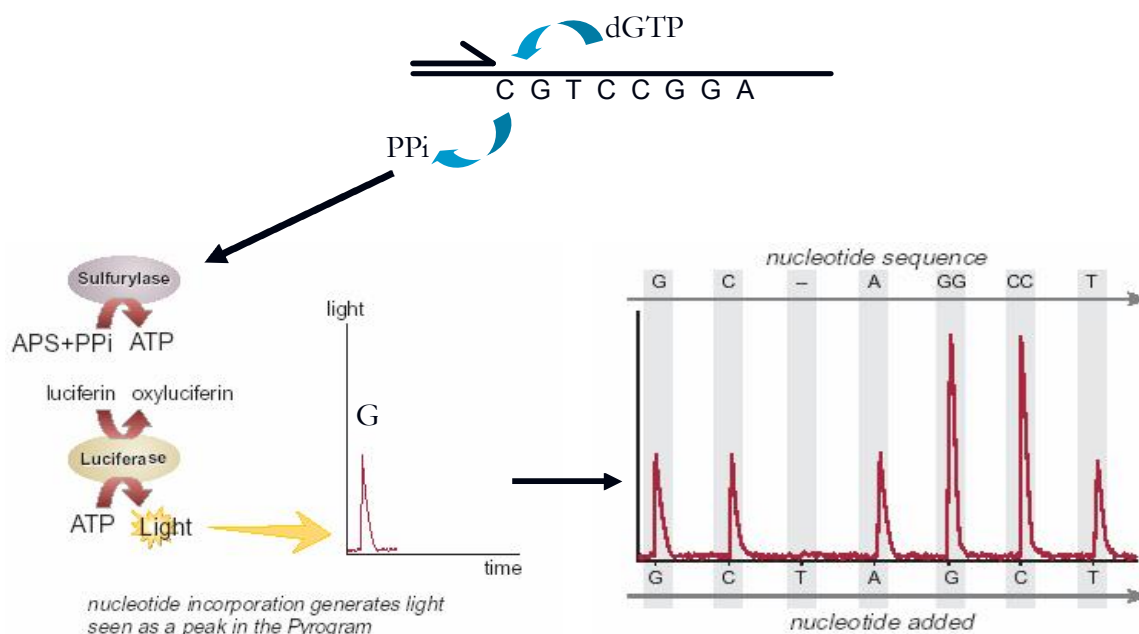 dGTP
C G T C C G G A
PPi
Sulfurylase
APS+PPi ATP
luciferin oxyluciferin
Luciferase
ATP Light
light
G
time
nucleotide incorporation generates light
seen as a peak in the Pyrogram
nucleotide sequence
G C – A GG CC T
G C T A G C T
nucleotide added